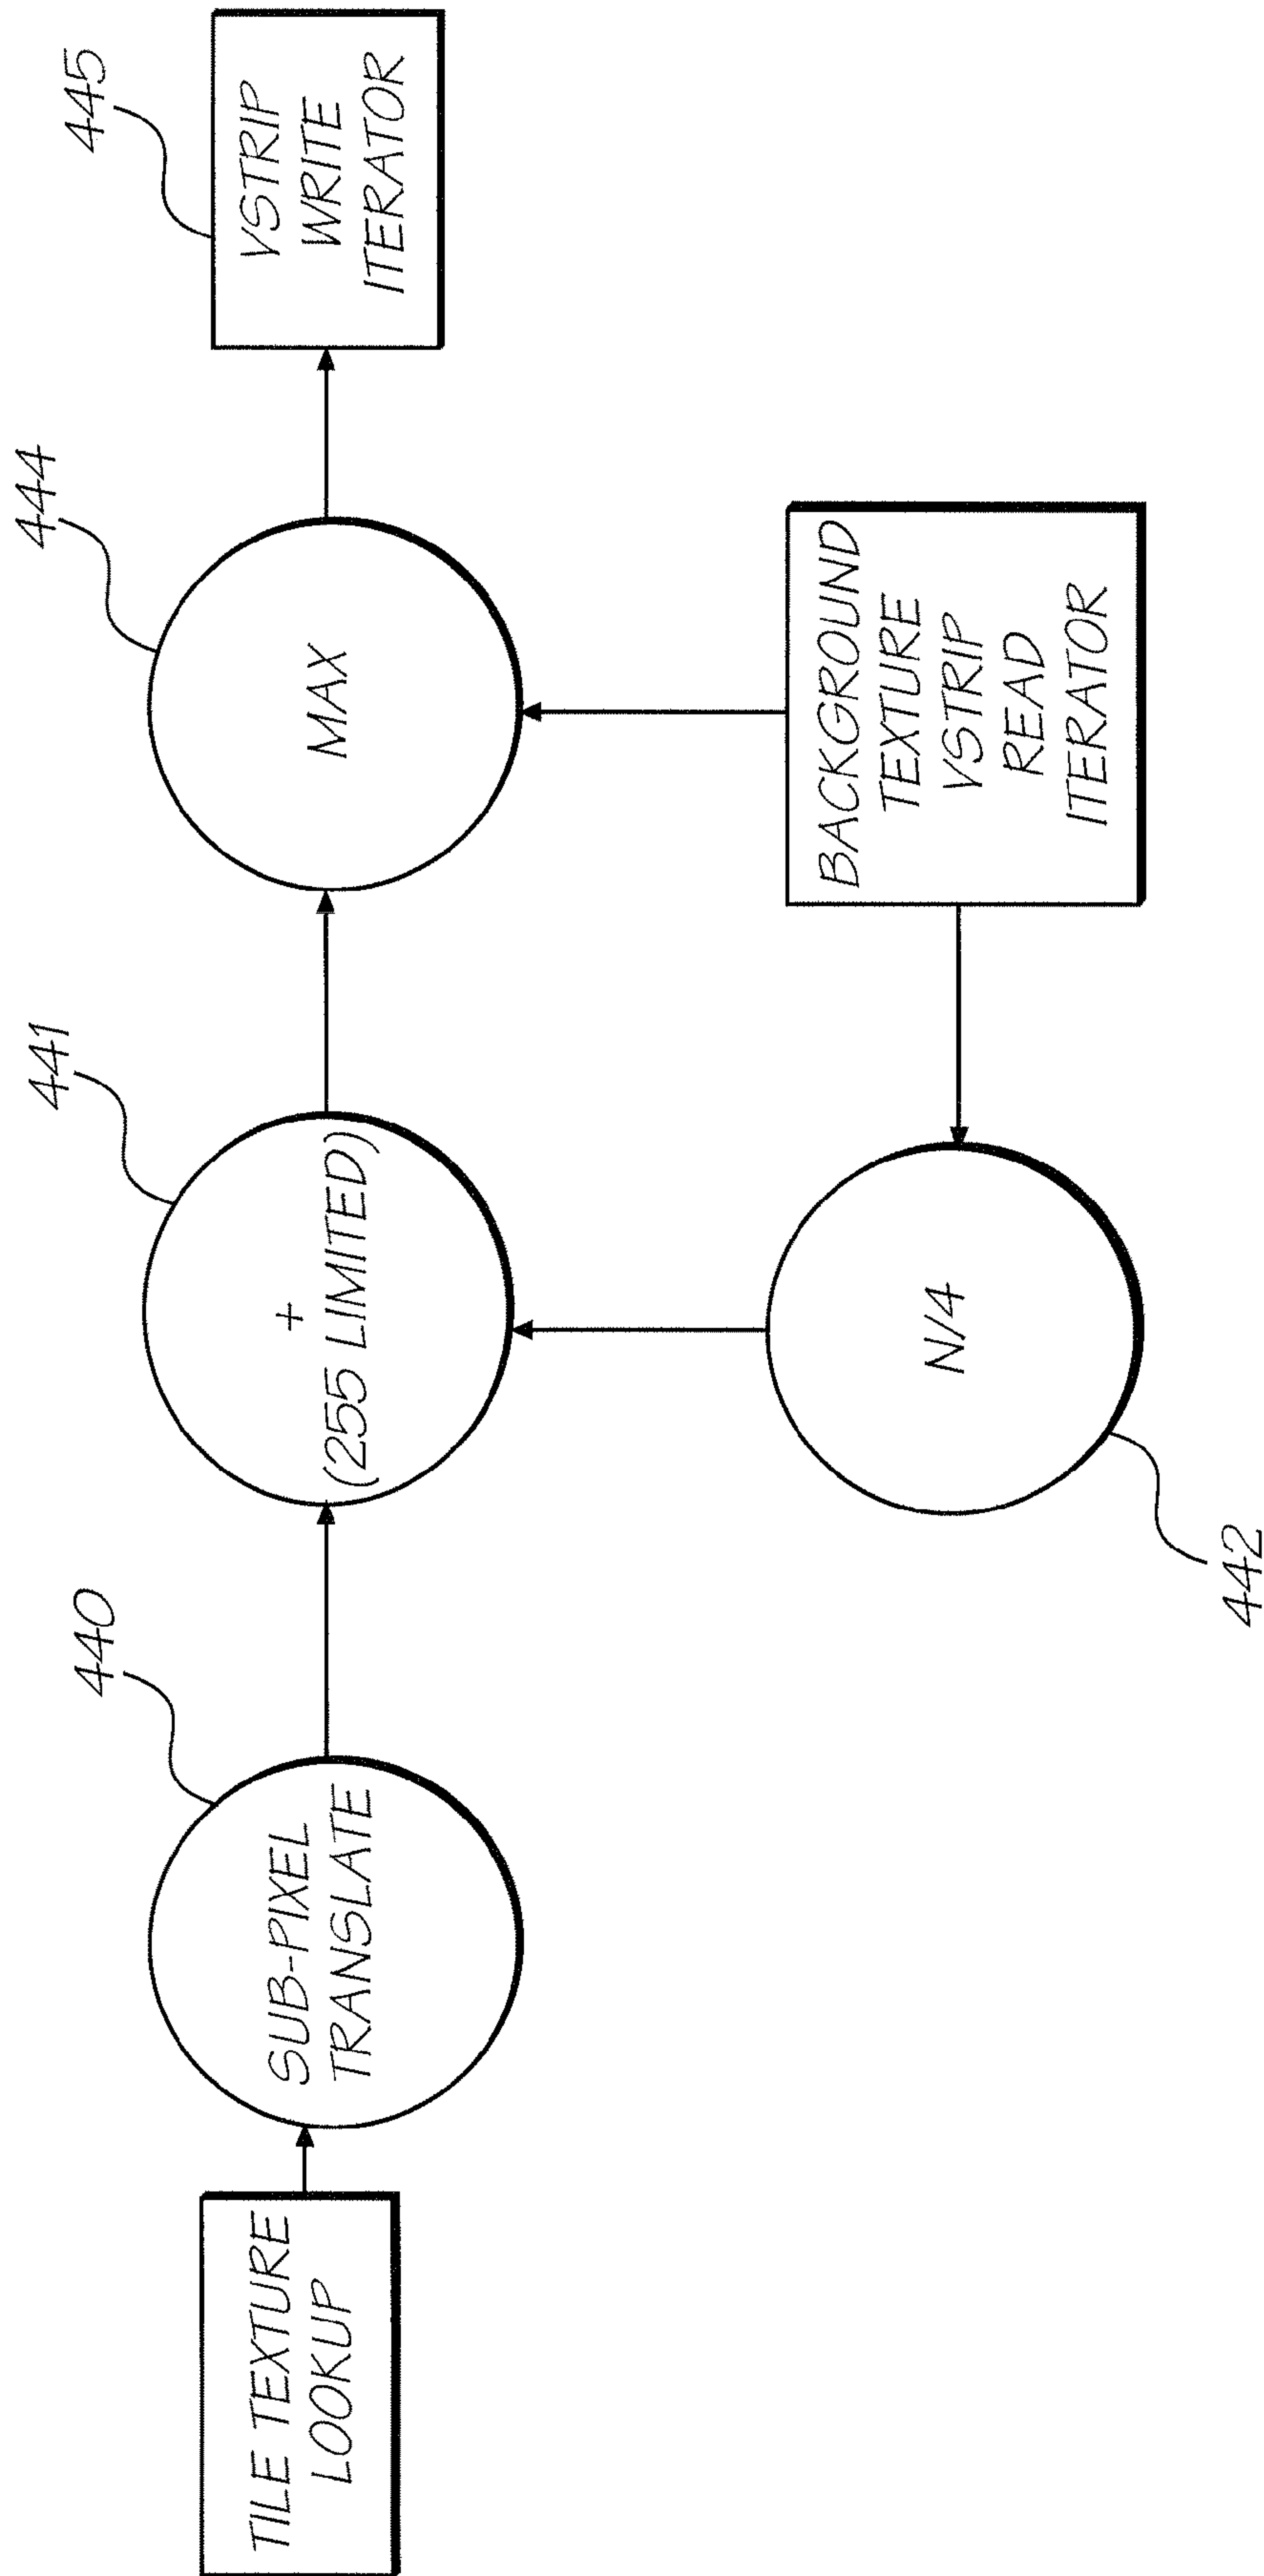 TILE TEXTURE
LOOKUP
440
SUB-PIXEL
TRANSLATE
441
+
(255 LIMITED)
444
MAX
445
VSTRIP
WRITE
ITERATOR
442
N/4
BACKGROUND
TEXTURE
VSTRIP
READ
ITERATOR